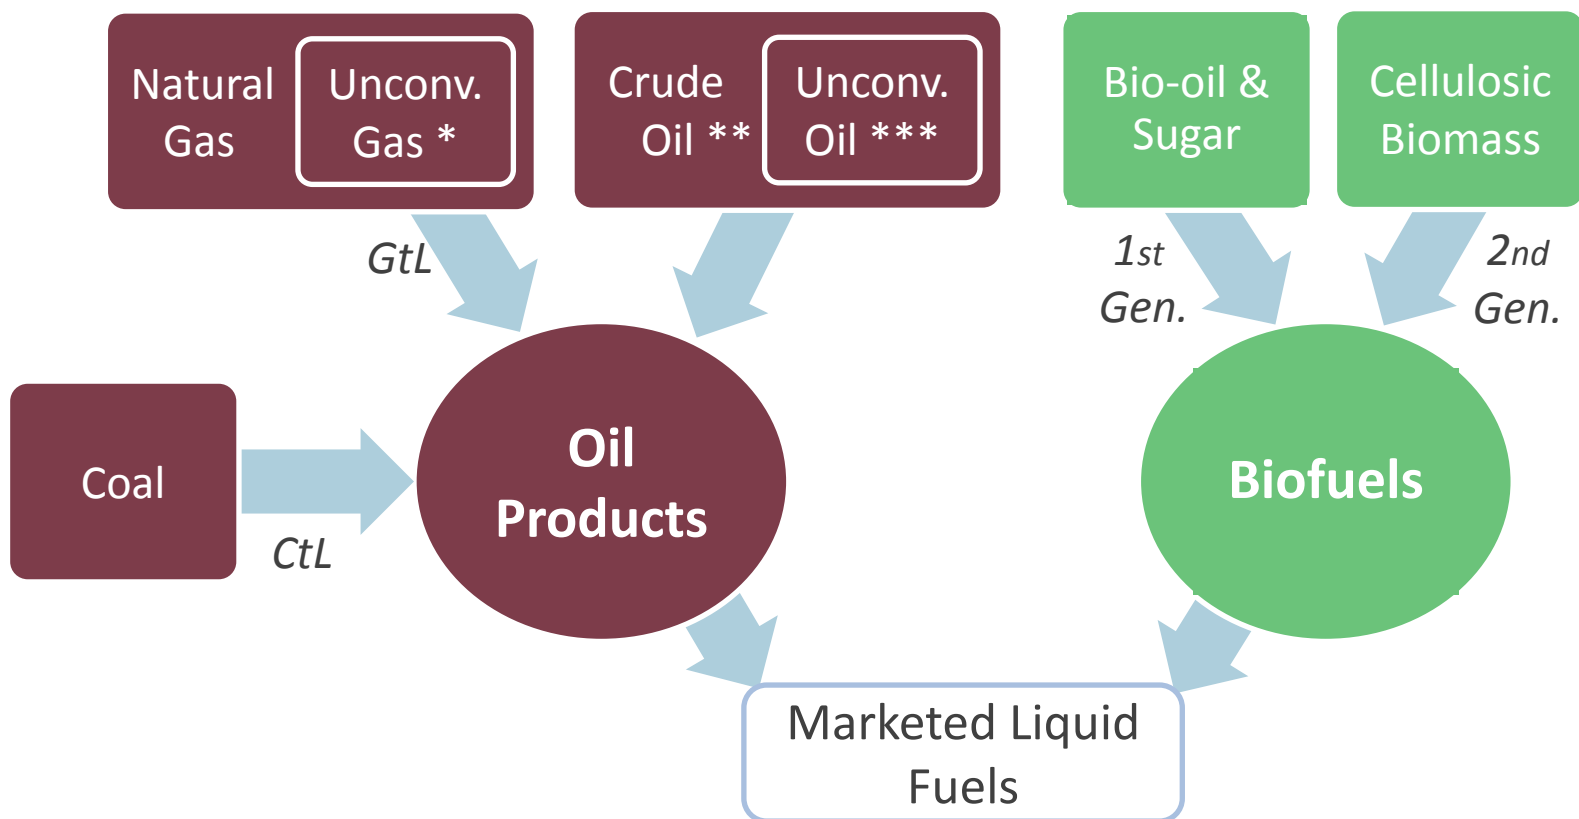 Natural
Gas
Unconv.
Gas *
Crude
Oil **
Unconv.
Oil ***
Bio-oil &
Sugar
Cellulosic
Biomass
GtL
1st
Gen.
2nd
Gen.
Coal
CtL
Oil
Products
Biofuels
Marketed Liquid
Fuels